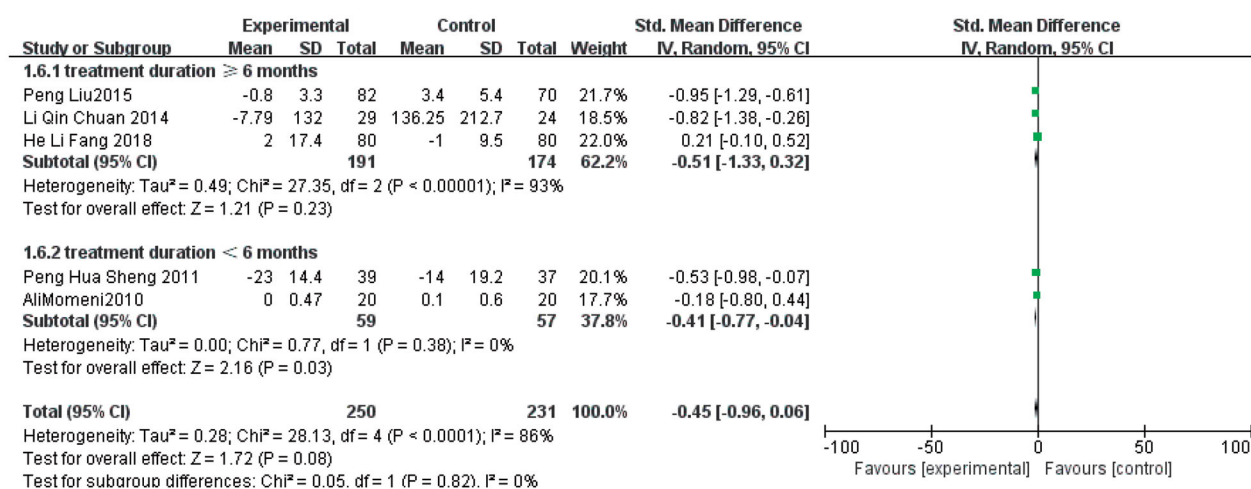 Experimental Control Std. Mean Difference Std. Mean Difference
Study or Subgroup Mean SD Total Mean SD Total Weight IV, Random, 95% CI IV, Random, 95% CI
1.6.1 treatment duration ≥ 6 months
Peng Liu2015 -0.8 3.3 82 3.4 5.4 70 21.7% -0.95 [-1.29, -0.61]
Li Qin Chuan 2014 -7.79 132 29 136.25 212.7 24 18.5% -0.82 [-1.38, -0.26]
He Li Fang 2018 2 17.4 80 -1 9.5 80 22.0% 0.21 [-0.10, 0.52]
Subtotal (95% CI) 191 174 62.2% -0.51 [-1.33, 0.32]
Heterogeneity: Tau² = 0.49; Chi² = 27.35, df = 2 (P < 0.00001); I² = 93%
Test for overall effect: Z = 1.21 (P = 0.23)
1.6.2 treatment duration < 6 months
Peng Hua Sheng 2011 -23 14.4 39 -14 19.2 37 20.1% -0.53 [-0.98, -0.07]
AliMomeni2010 0 0.47 20 0.1 0.6 20 17.7% -0.18 [-0.80, 0.44]
Subtotal (95% CI) 59 57 37.8% -0.41 [-0.77, -0.04]
Heterogeneity: Tau² = 0.00; Chi² = 0.77, df = 1 (P = 0.38); I² = 0%
Test for overall effect: Z = 2.16 (P = 0.03)
Total (95% CI) 250 231 100.0% -0.45 [-0.96, 0.06]
Heterogeneity: Tau² = 0.28; Chi² = 28.13, df = 4 (P < 0.0001); I² = 86%
Test for overall effect: Z = 1.72 (P = 0.08)
Test for subgroup differences: Chi² = 0.05, df = 1 (P = 0.82), I² = 0%
-100 -50 0 50 100
Favours [experimental] Favours [control]